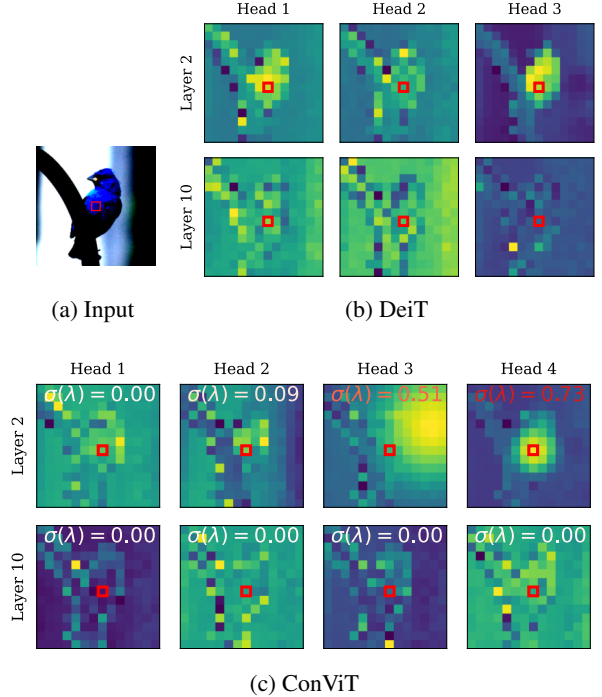 Head 1 Head 2 Head 3
Layer 2
Layer 10
(a) Input
(b) DeiT
Head 1 Head 2 Head 3 Head 4
Layer 2
σ(λ) = 0.00 σ(λ) = 0.09 σ(λ) = 0.51 σ(λ) = 0.73
Layer 10
σ(λ) = 0.00 σ(λ) = 0.00 σ(λ) = 0.00 σ(λ) = 0.00
(c) ConViT